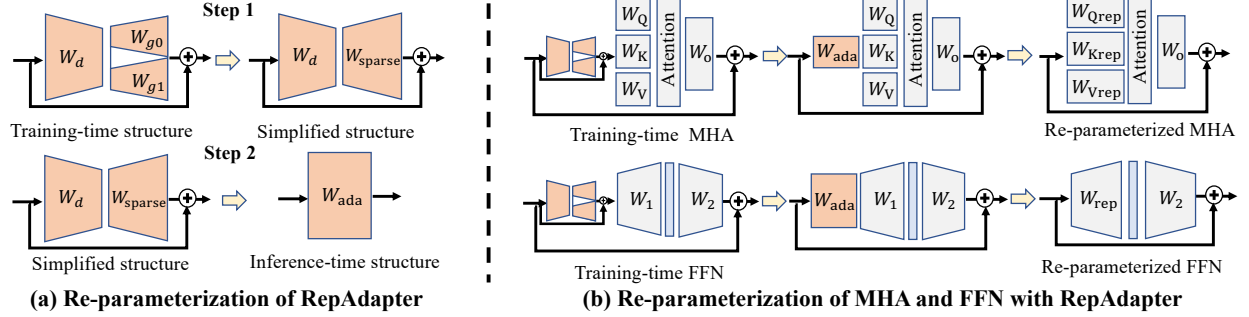 Step 1
W_d
W_g0
W_g1
W_d
W_sparse
Training-time structure
Simplified structure
Step 2
W_d
W_sparse
W_ada
Simplified structure
Inference-time structure
(a) Re-parameterization of RepAdapter
W_Q
W_K
W_V
Attention
W_o
W_ada
W_Q
W_K
W_V
Attention
W_o
W_Qrep
W_Krep
W_Vrep
Attention
W_o
Training-time MHA
Re-parameterized MHA
W_1
W_2
W_ada
W_1
W_2
W_rep
W_2
Training-time FFN
Re-parameterized FFN
(b) Re-parameterization of MHA and FFN with RepAdapter